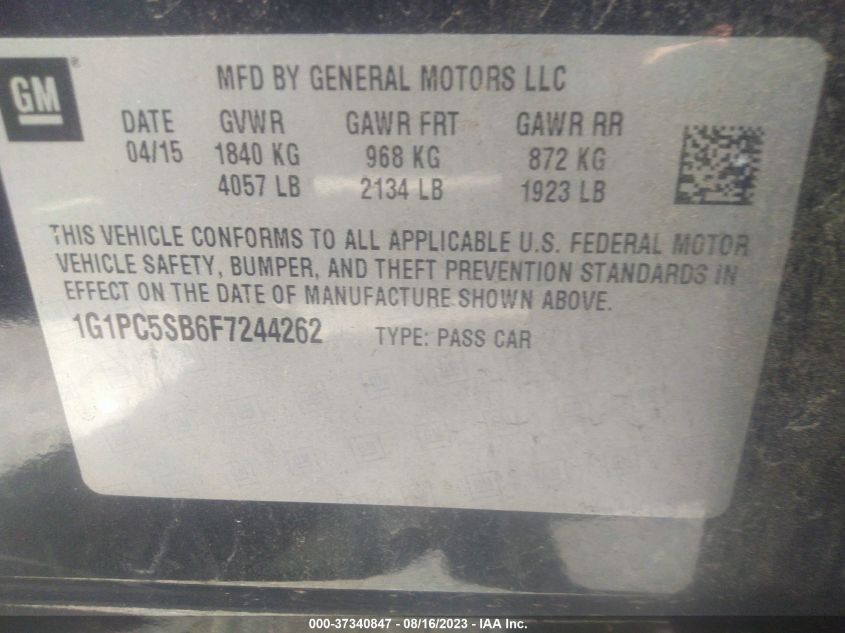 GM®
MFD BY GENERAL MOTORS LLC
DATE GVWR GAWR FRT GAWR RR
04/15 1840 KG 968 KG 872 KG
4057 LB 2134 LB 1923 LB
THIS VEHICLE CONFORMS TO ALL APPLICABLE U.S. FEDERAL MOTOR
VEHICLE SAFETY, BUMPER, AND THEFT PREVENTION STANDARDS IN
EFFECT ON THE DATE OF MANUFACTURE SHOWN ABOVE.
1G1PC5SB6F7244262 TYPE: PASS CAR
000-37340847 - 08/16/2023 - IAA Inc.